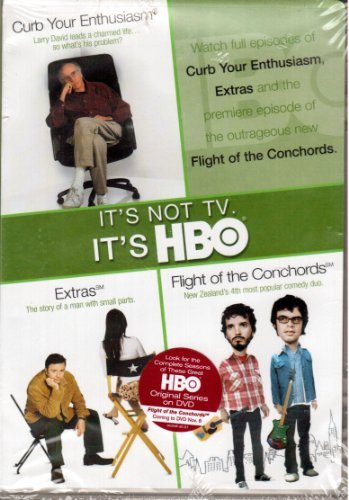 Curb Your Enthusiasm®
Larry David leads a charmed life...
so what's his problem?
Watch full episodes of
Curb Your Enthusiasm,
Extras and the
premiere episode of
the outrageous new
Flight of the Conchords.
IT'S NOT TV.
IT'S HBO®
Extras℠
The story of a man with small parts.
Flight of the Conchords℠
New Zealand's 4th most popular comedy duo.
Look for the
Complete Seasons
of These Great
HBO
Original Series
on DVD
Flight of the Conchords℠
Coming to DVD Nov. 6